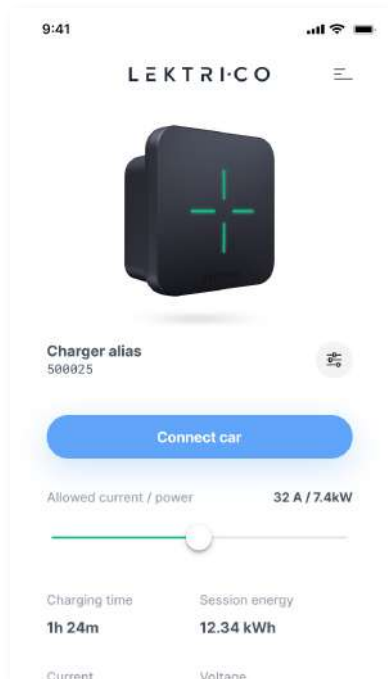 9:41
LEKTRI·CO
Charger alias
500025
Connect car
Allowed current / power 32 A / 7.4kW
Charging time Session energy
1h 24m 12.34 kWh
Current Voltage